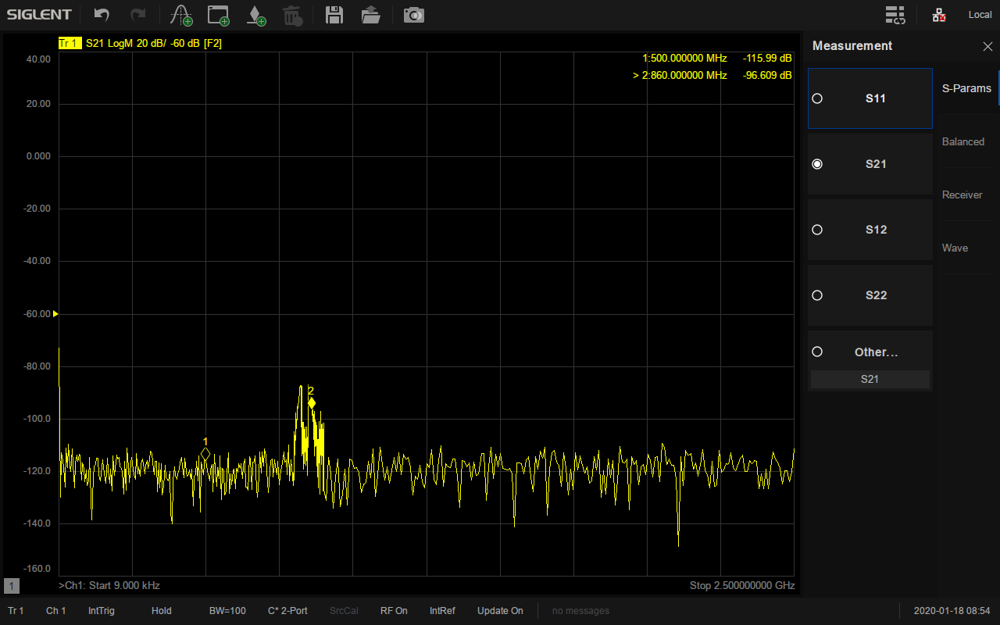 SIGLENT
Local
Tr 1 S21 LogM 20 dB/ -60 dB [F2]
1:500.000000 MHz -115.99 dB
> 2:860.000000 MHz -96.609 dB
40.00
20.00
0.000
-20.00
-40.00
-60.00
-80.00
-100.0
-120.0
-140.0
-160.0
1
2
1
>Ch1: Start 9.000 kHz
Stop 2.500000000 GHz
Measurement
S11
S21
S12
S22
Other...
S21
S-Params
Balanced
Receiver
Wave
Tr 1 Ch 1 IntTrig Hold BW=100 C* 2-Port SrcCal RF On IntRef Update On no messages 2020-01-18 08:54